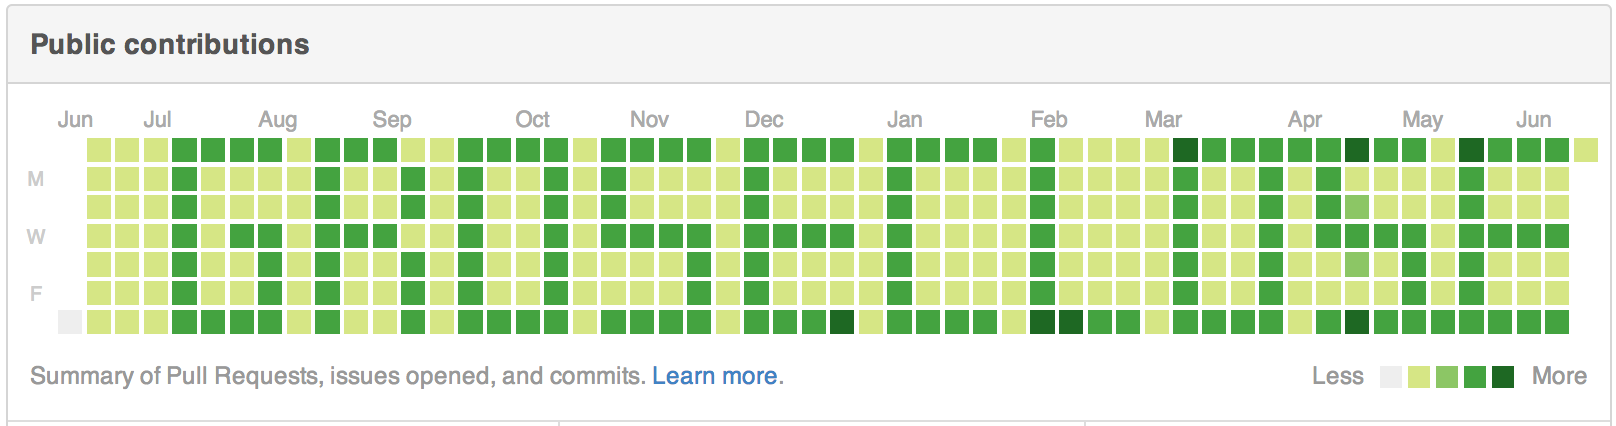 Public contributions
Jun Jul Aug Sep Oct Nov Dec Jan Feb Mar Apr May Jun
GROSECLOSE
M
W
F
Summary of Pull Requests, issues opened, and commits. Learn more.
Less More